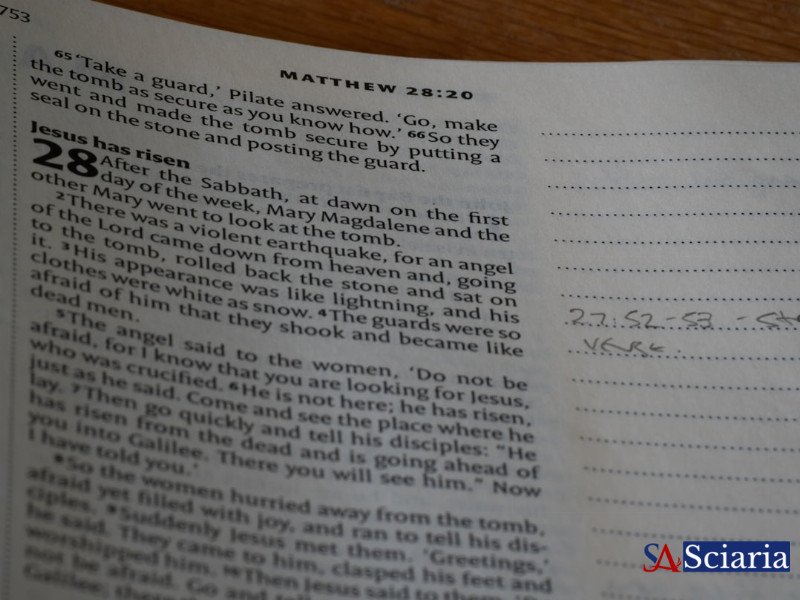 753
MATTHEW 28:20
65 ‘Take a guard,’ Pilate answered. ‘Go, make
the tomb as secure as you know how.’ 66 So they
went and made the tomb secure by putting a
seal on the stone and posting the guard.
Jesus has risen
28 After the Sabbath, at dawn on the first
day of the week, Mary Magdalene and the
other Mary went to look at the tomb.
2 There was a violent earthquake, for an angel
of the Lord came down from heaven and, going
to the tomb, rolled back the stone and sat on
it. 3 His appearance was like lightning, and his
clothes were white as snow. 4 The guards were so
afraid of him that they shook and became like
dead men.
5 The angel said to the women, ‘Do not be
afraid, for I know that you are looking for Jesus,
who was crucified. 6 He is not here; he has risen,
just as he said. Come and see the place where he
lay. 7 Then go quickly and tell his disciples: “He
has risen from the dead and is going ahead of
you into Galilee. There you will see him.” Now
I have told you.’
8 So the women hurried away from the tomb,
afraid yet filled with joy, and ran to tell his dis-
ciples. 9 Suddenly Jesus met them. ‘Greetings,’
he said. They came to him, clasped his feet and
worshipped him. 10 Then Jesus said to them, ‘Do
not be afraid. Go and tell
Galilee; there
27:52-53 -
verse.
SA Sciaria